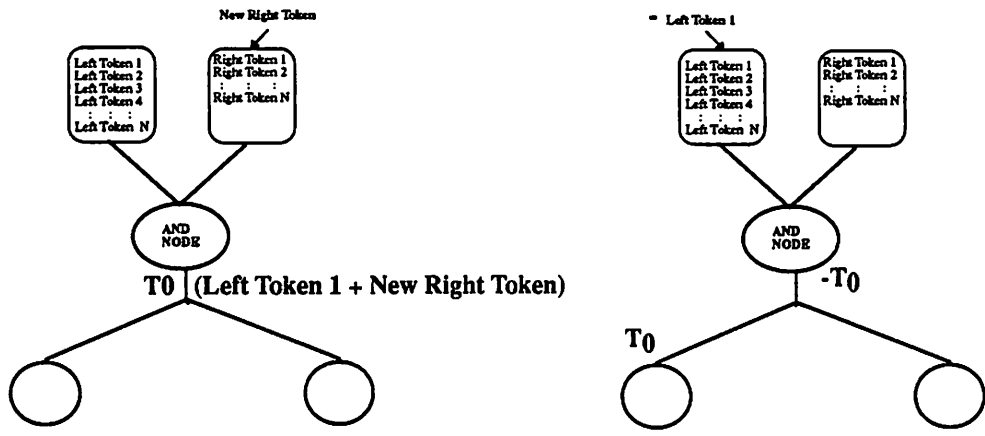 New Right Token
Left Token 1
Left Token 2
Left Token 3
Left Token 4
: : :
Left Token N
Right Token 1
Right Token 2
: : :
Right Token N
AND
NODE
T0 (Left Token 1 + New Right Token)
- Left Token 1
Left Token 1
Left Token 2
Left Token 3
Left Token 4
: : :
Left Token N
Right Token 1
Right Token 2
: : :
Right Token N
AND
NODE
-T0
T0